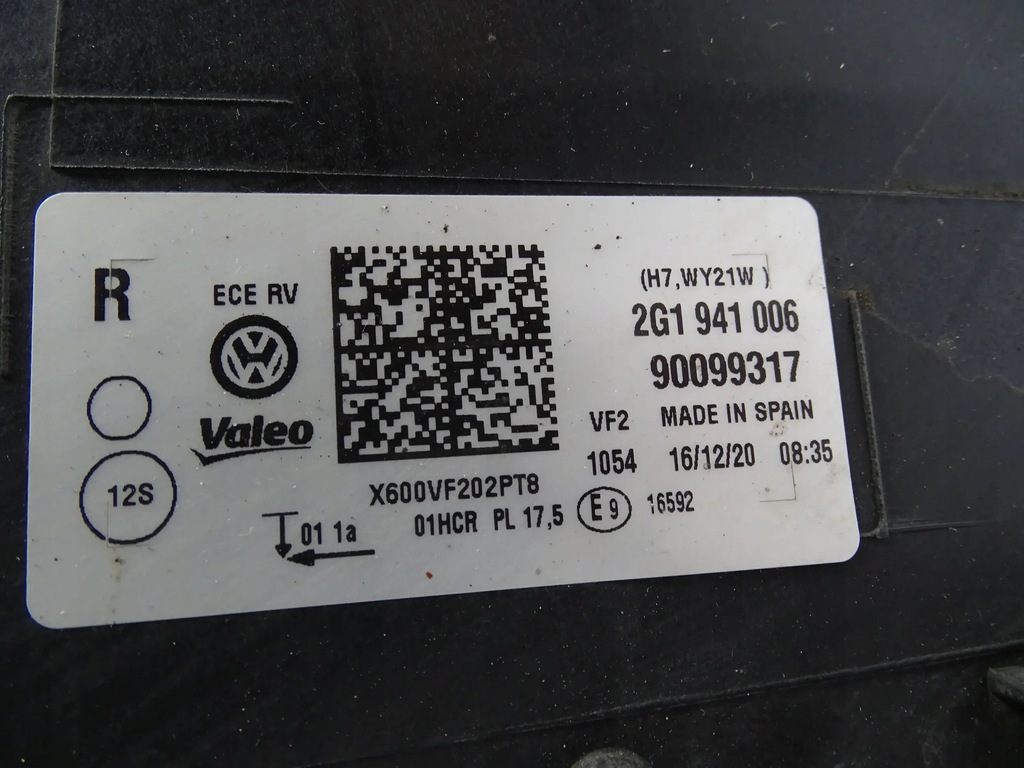 R
ECE RV
(H7,WY21W )
2G1 941 006
90099317
Valeo
VF2 MADE IN SPAIN
1054 16/12/20 08:35
12S
X600VF202PT8
01 1a
01HCR PL 17,5
E9 16592